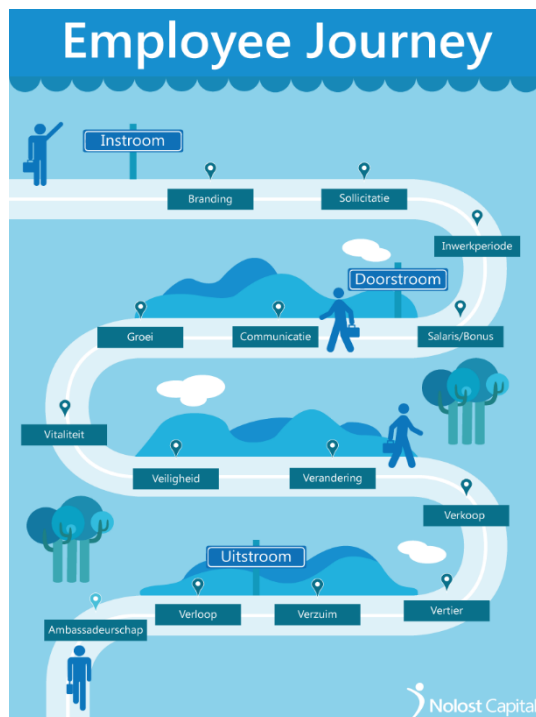 Employee Journey
Instroom
Branding
Sollicitatie
Inwerkperiode
Doorstroom
Salaris/Bonus
Communicatie
Groei
Vitaliteit
Veiligheid
Verandering
Verkoop
Vertier
Uitstroom
Verzuim
Verloop
Ambassadeurschap
Nolost Capital